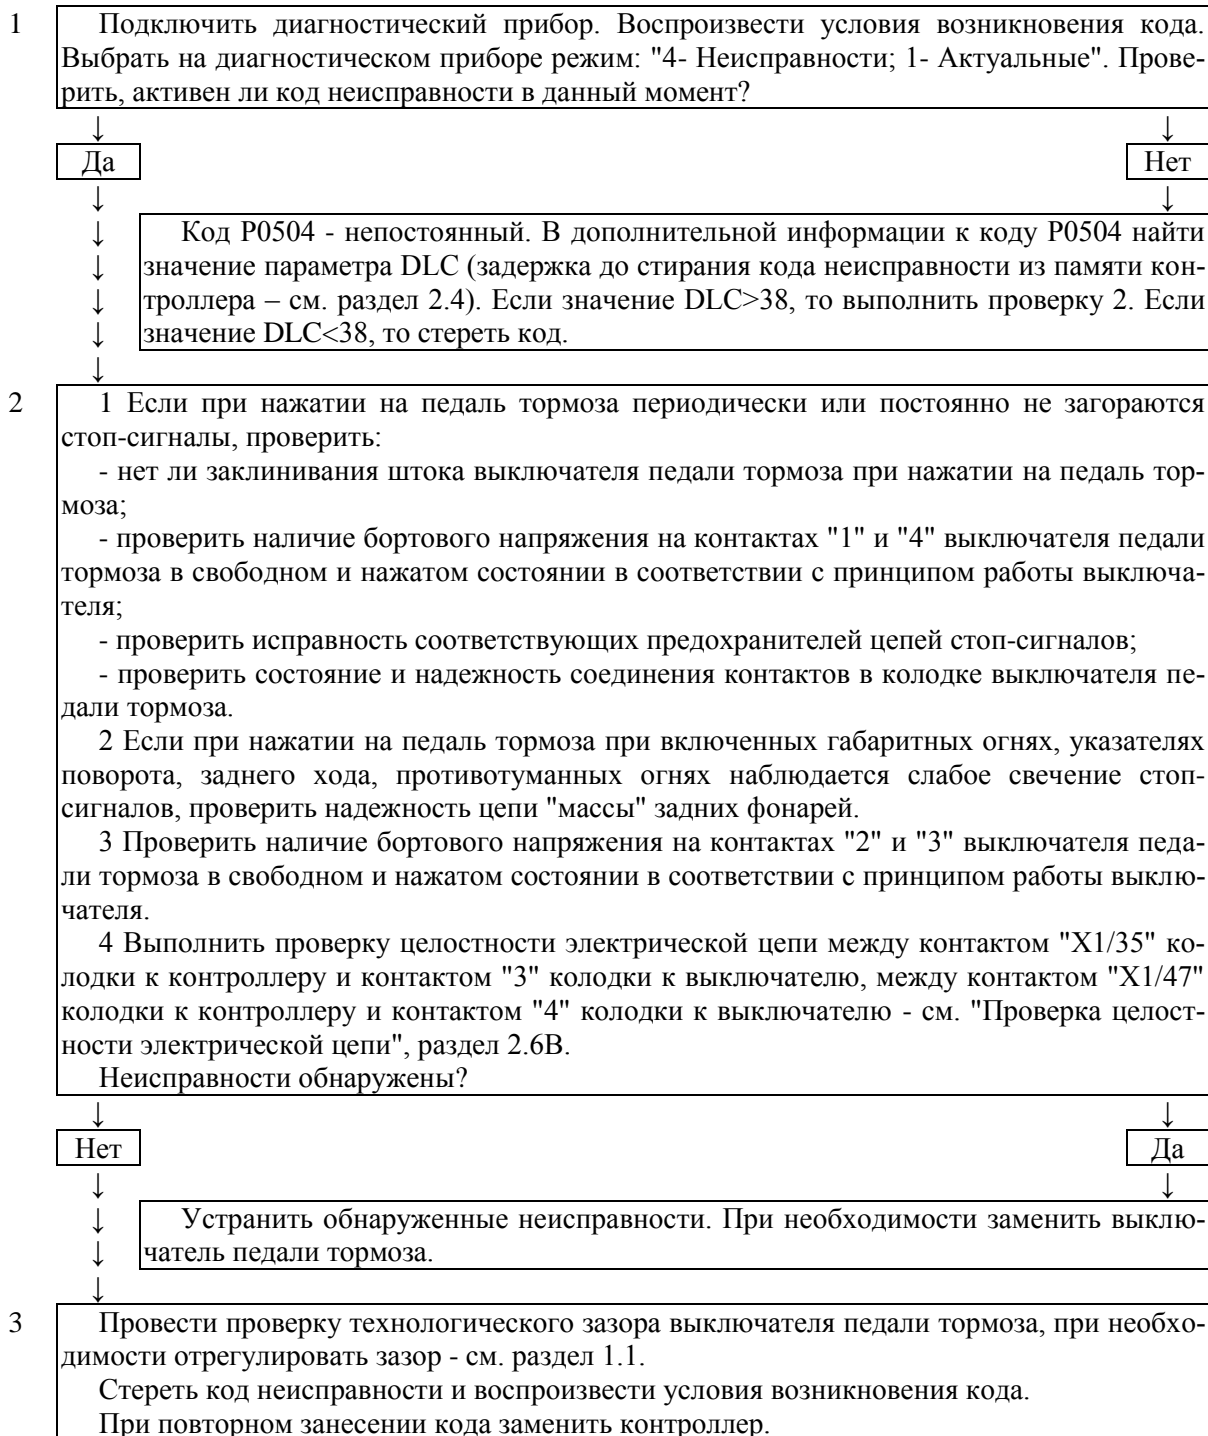 1 Подключить диагностический прибор. Воспроизвести условия возникновения кода.
Выбрать на диагностическом приборе режим: "4- Неисправности; 1- Актуальные". Прове-
рить, активен ли код неисправности в данный момент?
↓ ↓
Да Нет
↓ ↓
↓ Код P0504 - непостоянный. В дополнительной информации к коду P0504 найти
↓ значение параметра DLC (задержка до стирания кода неисправности из памяти кон-
↓ троллера – см. раздел 2.4). Если значение DLC>38, то выполнить проверку 2. Если
↓ значение DLC<38, то стереть код.
↓
2 1 Если при нажатии на педаль тормоза периодически или постоянно не загораются
стоп-сигналы, проверить:
- нет ли заклинивания штока выключателя педали тормоза при нажатии на педаль тор-
моза;
- проверить наличие бортового напряжения на контактах "1" и "4" выключателя педали
тормоза в свободном и нажатом состоянии в соответствии с принципом работы выключа-
теля;
- проверить исправность соответствующих предохранителей цепей стоп-сигналов;
- проверить состояние и надежность соединения контактов в колодке выключателя пе-
дали тормоза.
2 Если при нажатии на педаль тормоза при включенных габаритных огнях, указателях
поворота, заднего хода, противотуманных огнях наблюдается слабое свечение стоп-
сигналов, проверить надежность цепи "массы" задних фонарей.
3 Проверить наличие бортового напряжения на контактах "2" и "3" выключателя педа-
ли тормоза в свободном и нажатом состоянии в соответствии с принципом работы выклю-
чателя.
4 Выполнить проверку целостности электрической цепи между контактом "X1/35" ко-
лодки к контроллеру и контактом "3" колодки к выключателю, между контактом "X1/47"
колодки к контроллеру и контактом "4" колодки к выключателю - см. "Проверка целост-
ности электрической цепи", раздел 2.6В.
Неисправности обнаружены?
↓ ↓
Нет Да
↓ ↓
↓ Устранить обнаруженные неисправности. При необходимости заменить выклю-
↓ чатель педали тормоза.
↓
3 Провести проверку технологического зазора выключателя педали тормоза, при необхо-
димости отрегулировать зазор - см. раздел 1.1.
Стереть код неисправности и воспроизвести условия возникновения кода.
При повторном занесении кода заменить контроллер.